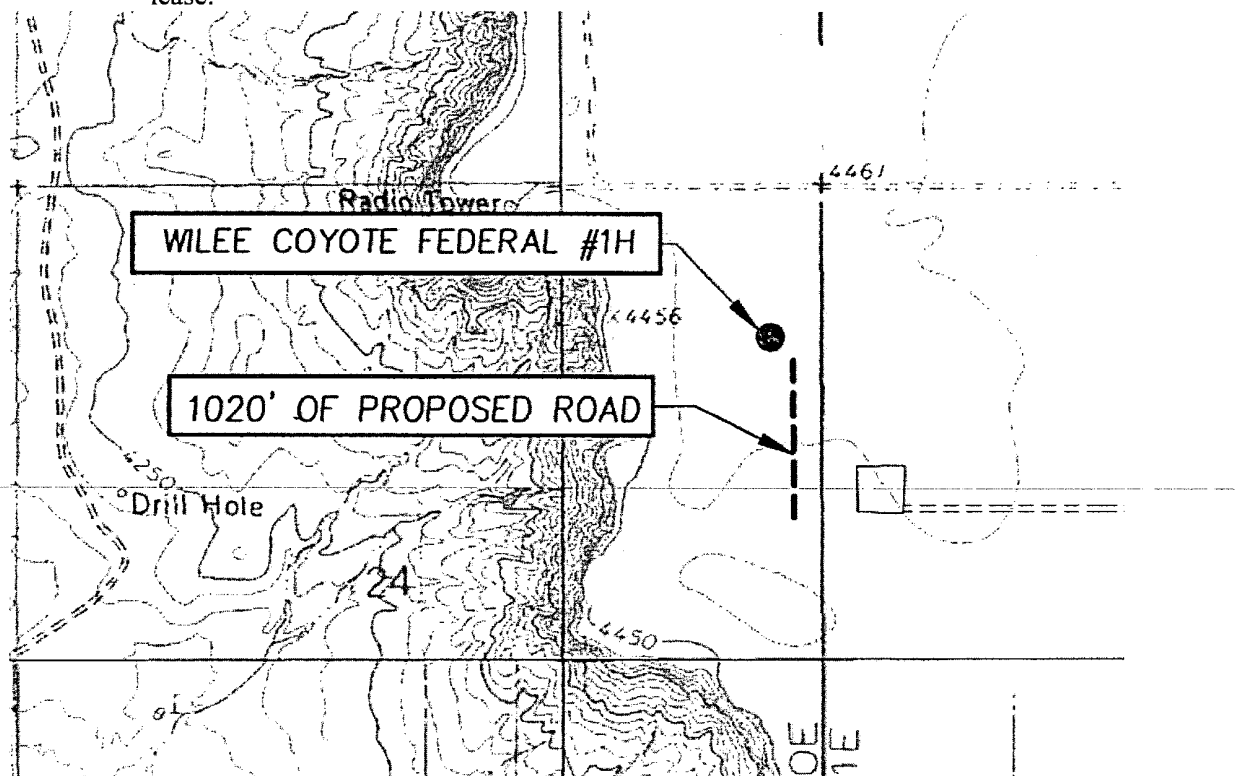 lease.
4461
Radio Tower
WILEE COYOTE FEDERAL #1H
4456
1020' OF PROPOSED ROAD
4250
Drill Hole
24
4450
0E
1E